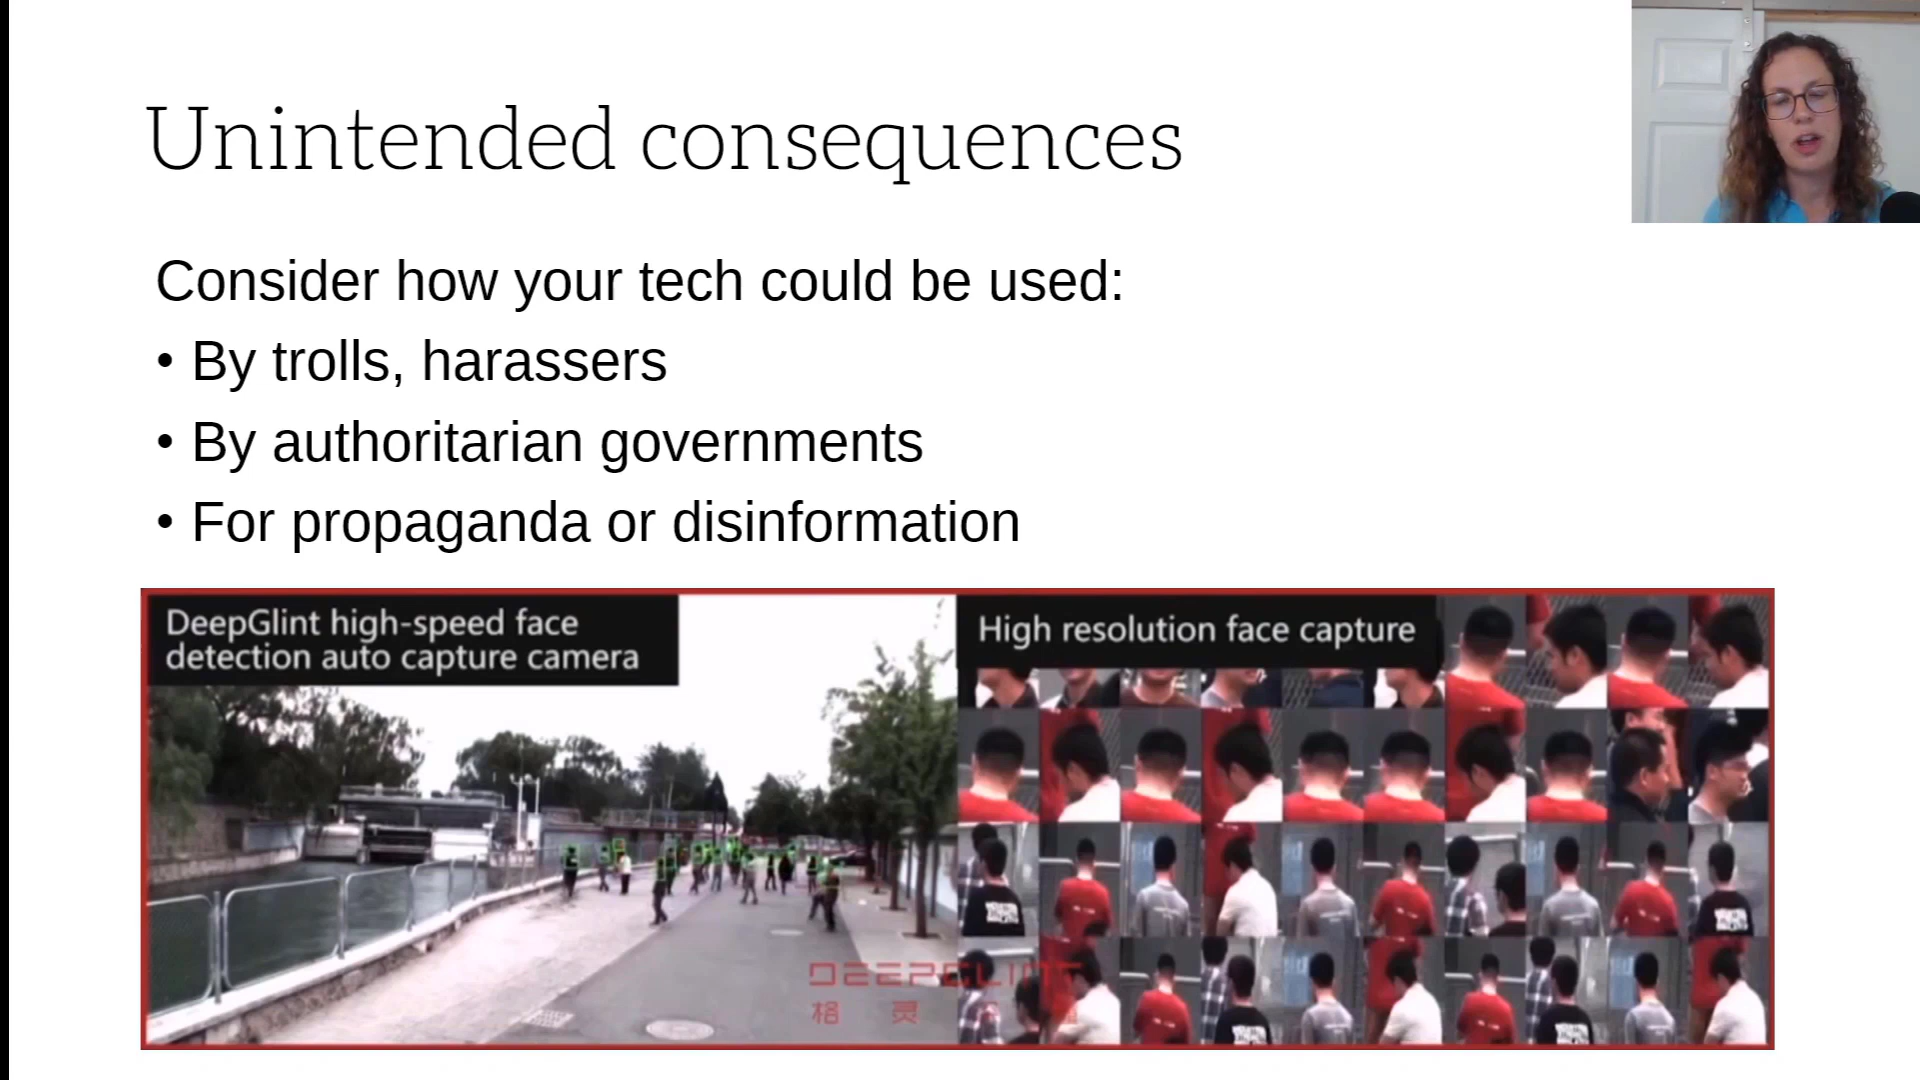 Unintended consequences
Consider how your tech could be used:
• By trolls, harassers
• By authoritarian governments
• For propaganda or disinformation
DeepGlint high-speed face
detection auto capture camera
High resolution face capture
DEEPGLINT
格灵